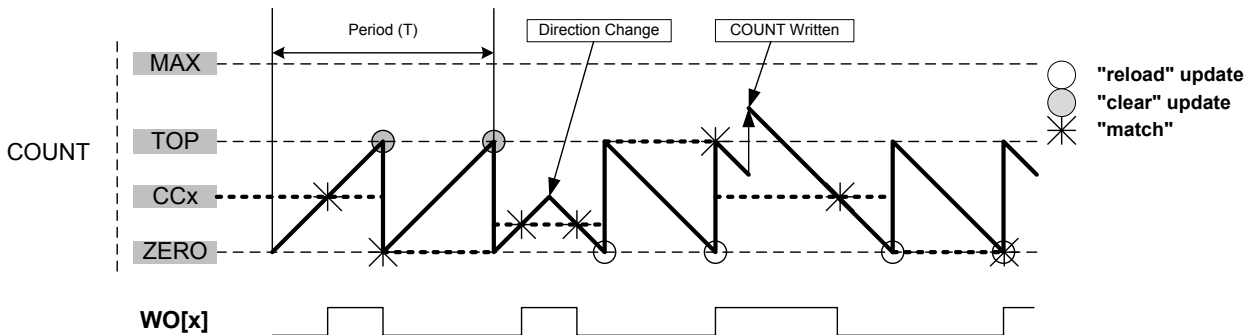 Period (T)
Direction Change
COUNT Written
MAX
"reload" update
"clear" update
TOP
"match"
COUNT
CCx
ZERO
WO[x]